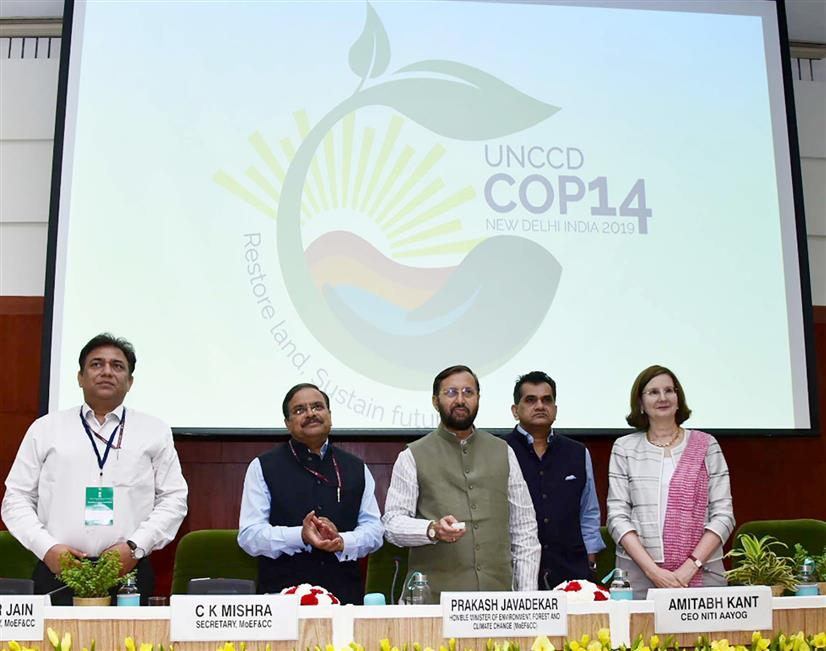 UNCCD
COP14
NEW DELHI INDIA 2019
Restore land, Sustain futu
R JAIN
Y, MoEF&CC
C K MISHRA
SECRETARY, MoEF&CC
PRAKASH JAVADEKAR
HON'BLE MINISTER OF ENVIRONMENT, FOREST AND
CLIMATE CHANGE (MoEF&CC)
AMITABH KANT
CEO NITI AAYOG